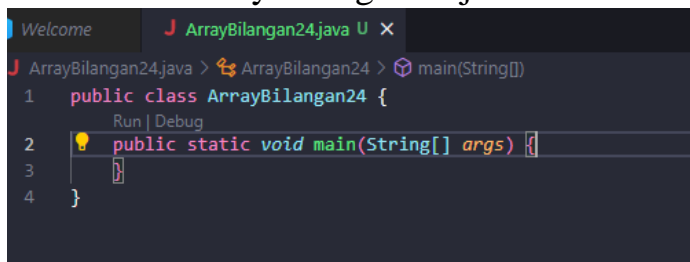 Welcome J ArrayBilangan24.java U X
J ArrayBilangan24.java > ArrayBilangan24 > main(String[])
1 public class ArrayBilangan24 {
Run | Debug
2 public static void main(String[] args) {
3 }
4 }